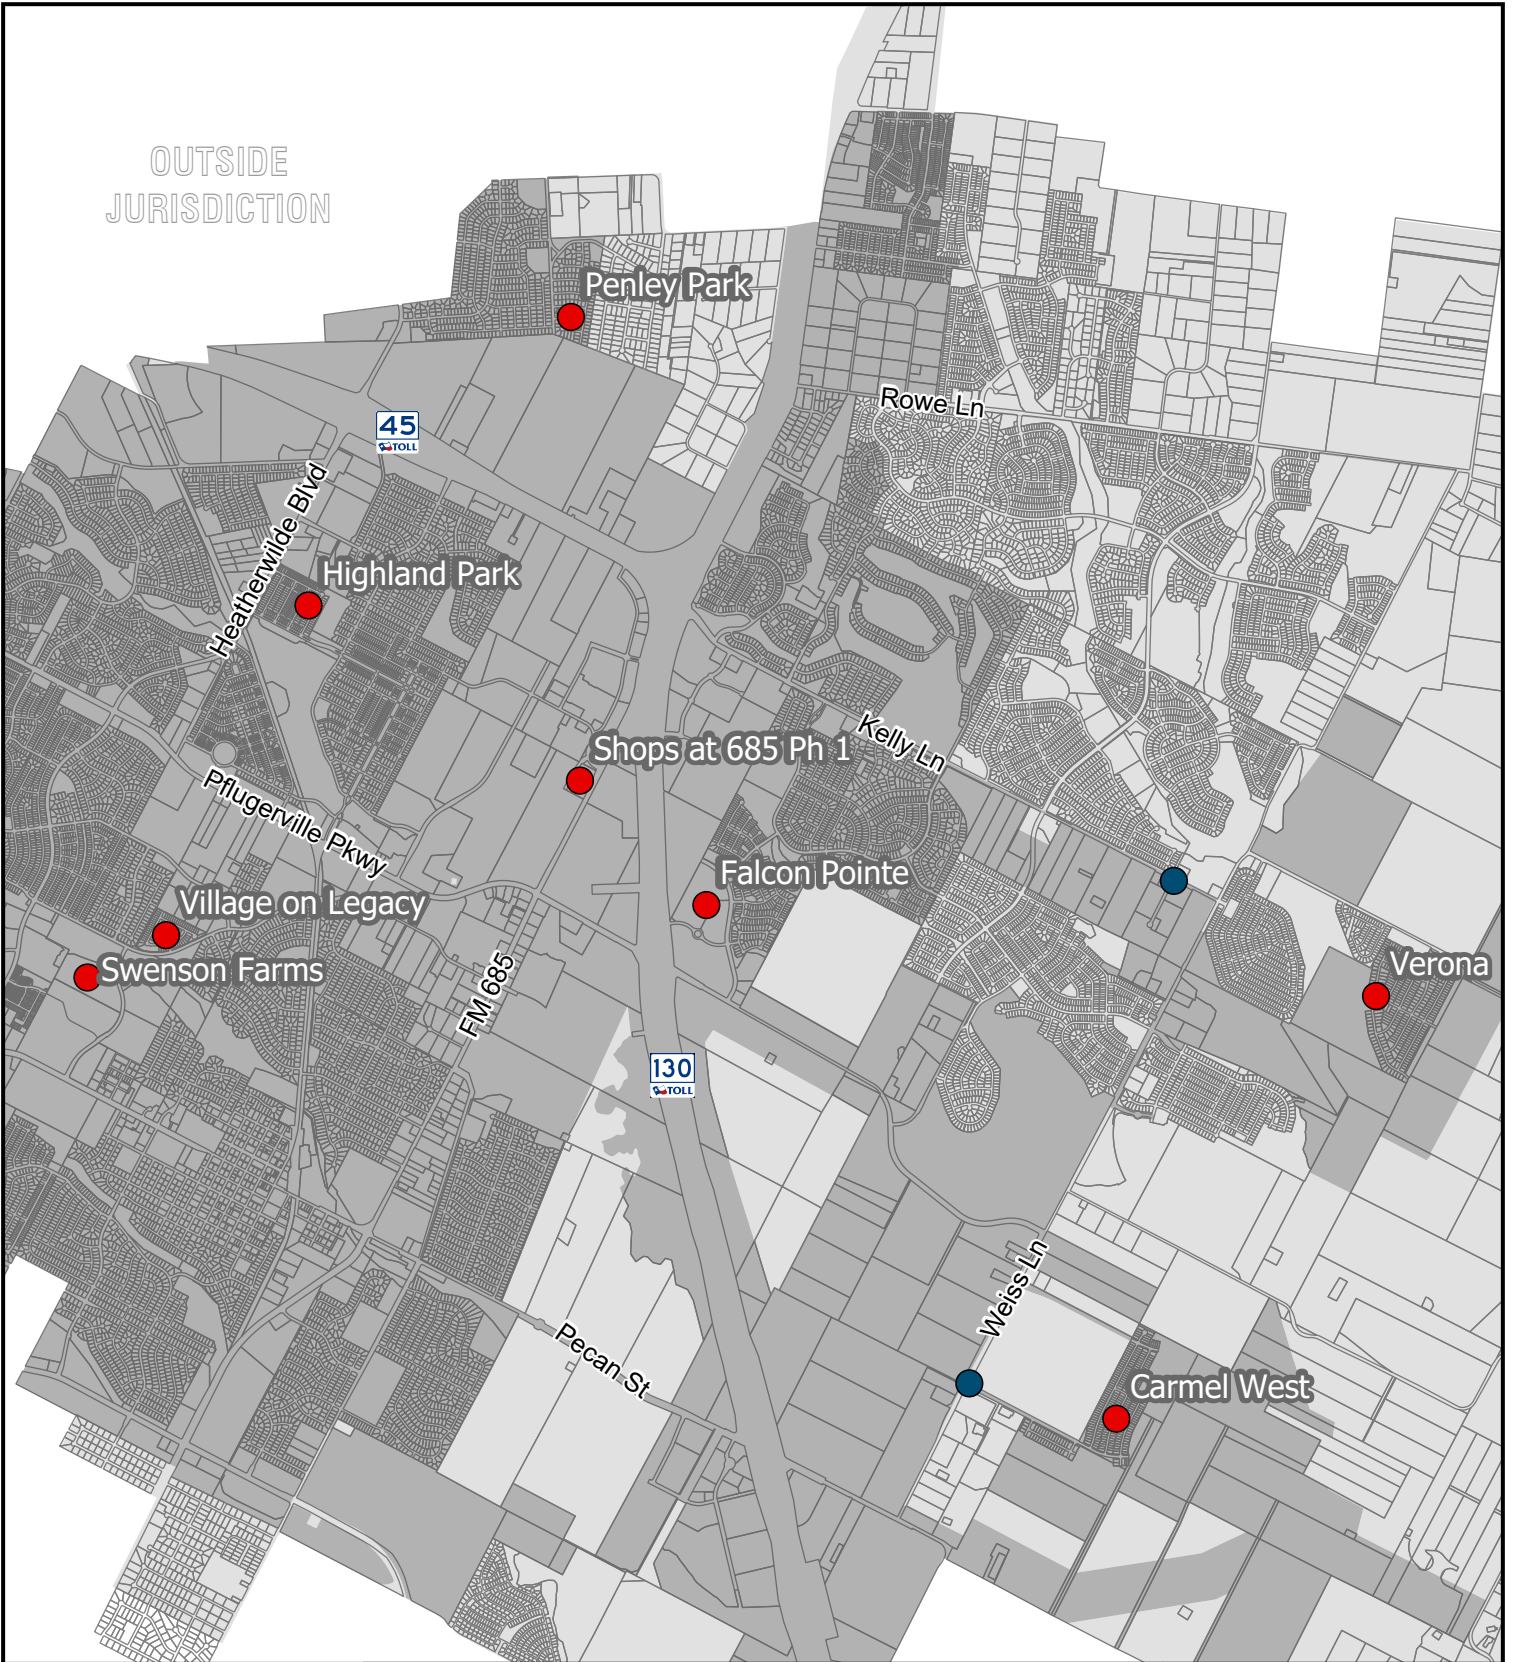 OUTSIDE
JURISDICTION
Penley Park
Rowe Ln
45
TOLL
Heatherwilde Blvd
Highland Park
Kelly Ln
Shops at 685 Ph 1
Pflugerville Pkwy
Falcon Pointe
Village on Legacy
Verona
Swenson Farms
FM 685
130
TOLL
Weiss Ln
Pecan St
Carmel West